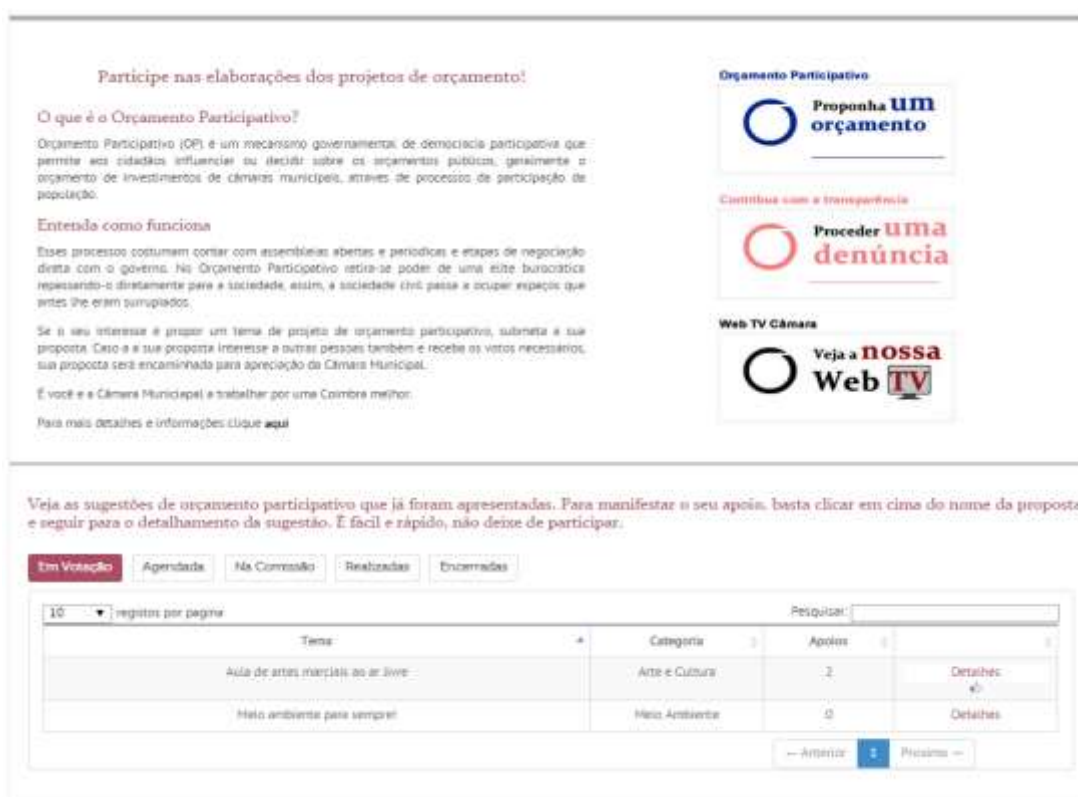 Participe nas elaborações dos projetos de orçamento!
O que é o Orçamento Participativo?
Orçamento Participativo (OP) é um mecanismo governamental de democracia participativa que
permite aos cidadãos influenciar ou decidir sobre os orçamentos públicos, geralmente o
orçamento de investimentos de câmaras municipais, através de processos da participação da
população.
Entenda como funciona
Esses processos costumam contar com assembleias abertas e periódicas e etapas de negociação
direta com o governo. No Orçamento Participativo retira-se poder de uma elite burocrática
repassando-o diretamente para a sociedade, assim, a sociedade civil passa a ocupar espaços que
antes lhe eram surrupiados.
Se o seu interesse é propor um tema de projeto de orçamento participativo, submeta a sua
proposta. Caso a a sua proposta interesse a outras pessoas também e receba os votos necessários,
sua proposta será encaminhada para apreciação da Câmara Municipal.
É você e a Câmara Municiapal a trabalhar por uma Coimbra melhor.
Para mais detalhes e informações clique aqui
Orçamento Participativo
Proponha um
orçamento
Contribua com a transparência
Proceder uma
denúncia
Web TV Câmara
Veja a nossa
Web TV
Veja as sugestões de orçamento participativo que já foram apresentadas. Para manifestar o seu apoio, basta clicar em cima do nome da proposta
e seguir para o detalhamento da sugestão. É fácil e rápido, não deixe de participar.
Em Votação Agendada Na Comissão Realizadas Encerradas
10 registos por pagina Pesquisar:
Tema Categoria Apoios
Aula de artes marciais ao ar livre Arte e Cultura 2 Detalhes
Meio ambiente para sempre! Meio Ambiente 0 Detalhes
← Anterior 1 Proximo →